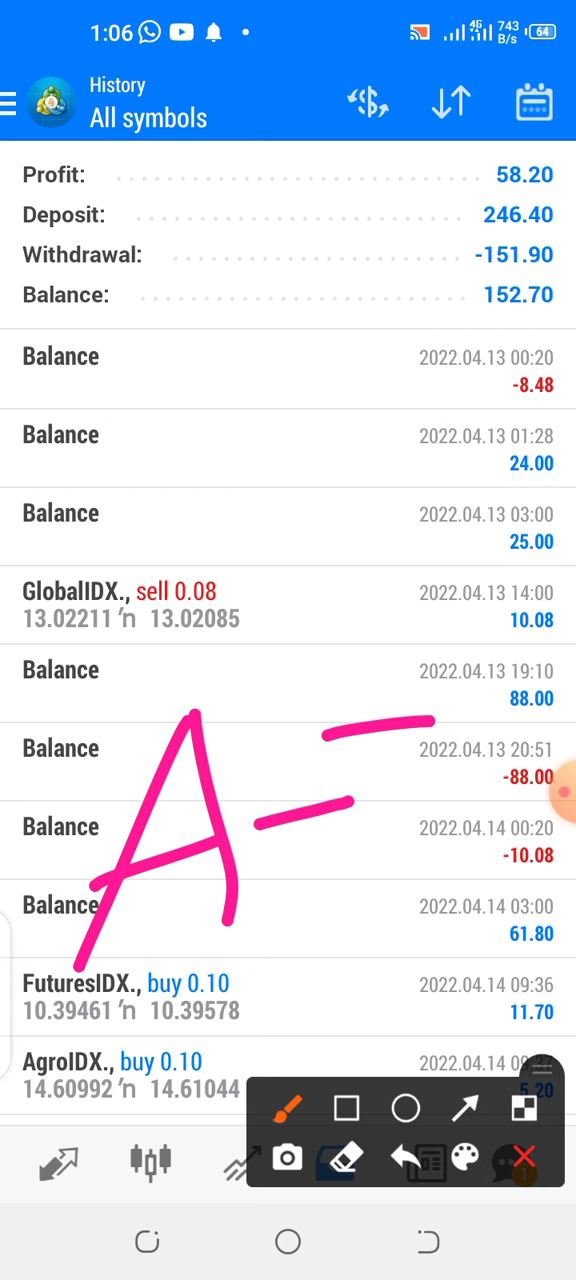 1:06 4G 743 B/s 64
History
All symbols
Profit: 58.20
Deposit: 246.40
Withdrawal: -151.90
Balance: 152.70
Balance 2022.04.13 00:20
-8.48
Balance 2022.04.13 01:28
24.00
Balance 2022.04.13 03:00
25.00
GlobalIDX., sell 0.08 2022.04.13 14:00
13.02211 'n 13.02085 10.08
Balance 2022.04.13 19:10
88.00
Balance 2022.04.13 20:51
-88.00
Balance 2022.04.14 00:20
-10.08
A - -
Balance 2022.04.14 03:00
61.80
FuturesIDX., buy 0.10 2022.04.14 09:36
10.39461 'n 10.39578 11.70
AgroIDX., buy 0.10 2022.04.14 09:37
14.60992 'n 14.61044 5.20
1